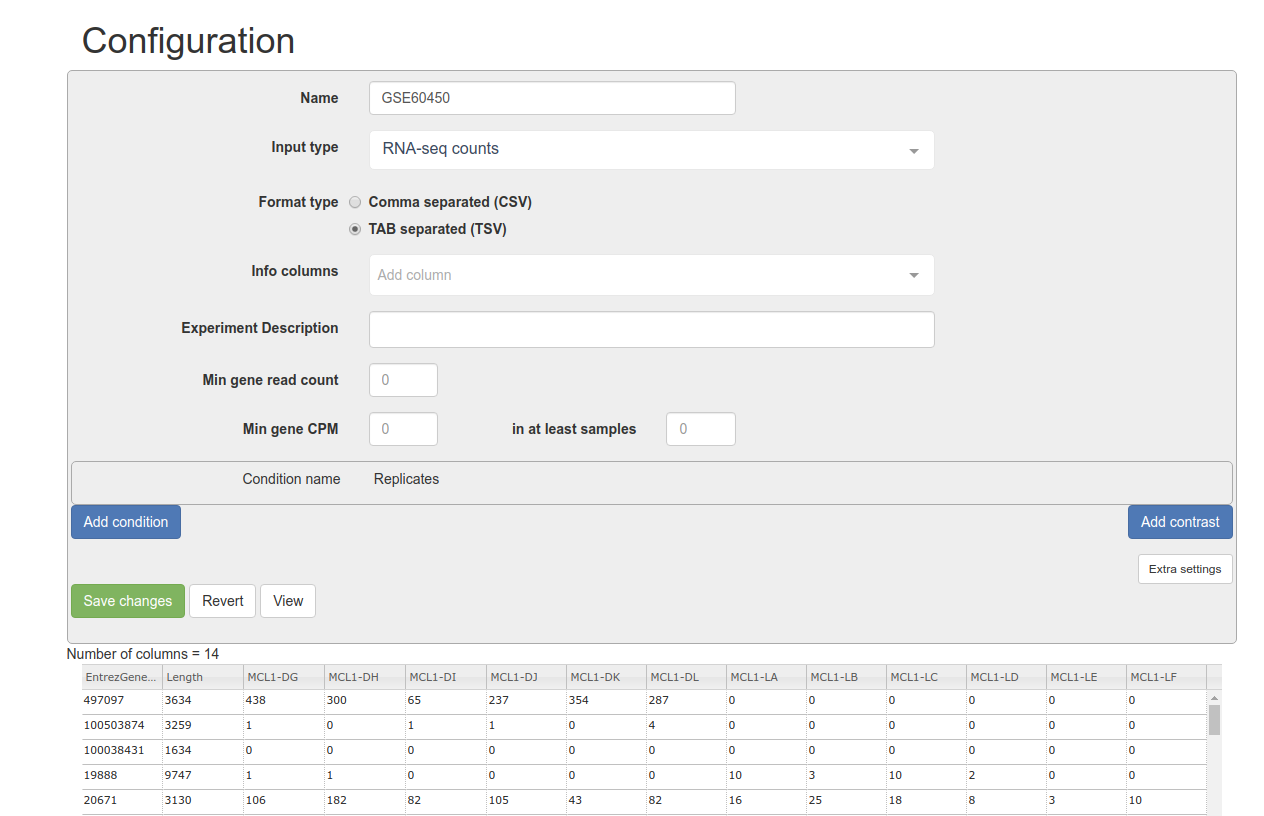 Configuration
Name GSE60450
Input type RNA-seq counts
Format type Comma separated (CSV)
TAB separated (TSV)
Info columns Add column
Experiment Description
Min gene read count 0
Min gene CPM 0 in at least samples 0
Condition name Replicates
Add condition Add contrast
Extra settings
Save changes Revert View
Number of columns = 14
EntrezGene... Length MCL1-DG MCL1-DH MCL1-DI MCL1-DJ MCL1-DK MCL1-DL MCL1-LA MCL1-LB MCL1-LC MCL1-LD MCL1-LE MCL1-LF
497097 3634 438 300 65 237 354 287 0 0 0 0 0 0
100503874 3259 1 0 1 1 0 4 0 0 0 0 0 0
100038431 1634 0 0 0 0 0 0 0 0 0 0 0 0
19888 9747 1 1 0 0 0 0 10 3 10 2 0 0
20671 3130 106 182 82 105 43 82 16 25 18 8 3 10